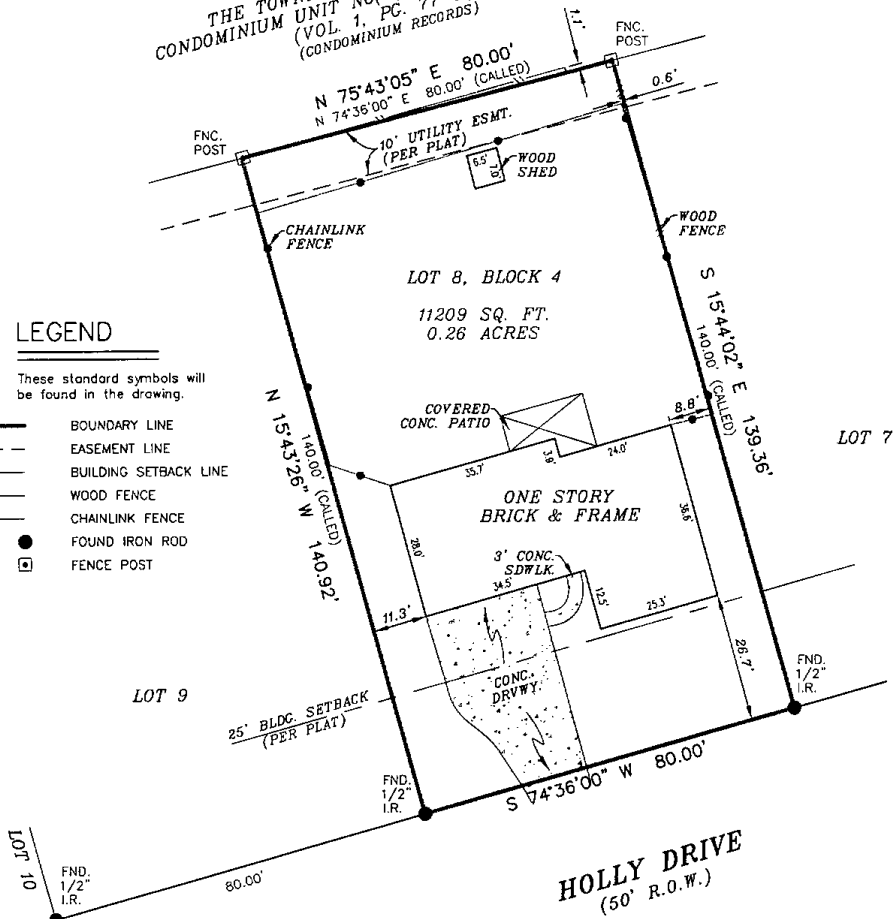 THE TOWN
CONDOMINIUM UNIT
(VOL. 1, PG. 77
(CONDOMINIUM RECORDS)
1.1'
FNC.
POST
N 75°43'05" E 80.00'
N 74°36'00" E 80.00' (CALLED)
0.6'
FNC.
POST
10' UTILITY ESMT.
(PER PLAT)
6.5'
7.0'
WOOD
SHED
CHAINLINK
FENCE
WOOD
FENCE
LOT 8, BLOCK 4
11209 SQ. FT.
0.26 ACRES
S 15°44'02" E 139.36'
140.00' (CALLED)
LEGEND
These standard symbols will
be found in the drawing.
BOUNDARY LINE
EASEMENT LINE
BUILDING SETBACK LINE
WOOD FENCE
CHAINLINK FENCE
FOUND IRON ROD
FENCE POST
N 15°43'26" W 140.92'
140.00' (CALLED)
COVERED
CONC. PATIO
8.8'
LOT 7
35.7'
3.9'
24.0'
ONE STORY
BRICK & FRAME
28.0'
3' CONC.
SDWLK.
34.5'
12.5'
25.3'
11.3'
26.7'
LOT 9
CONC.
DRVWY.
25' BLDG. SETBACK
(PER PLAT)
FND.
1/2"
I.R.
FND.
1/2"
I.R.
S 74°36'00" W 80.00'
LOT 10
FND.
1/2"
I.R.
80.00'
HOLLY DRIVE
(50' R.O.W.)